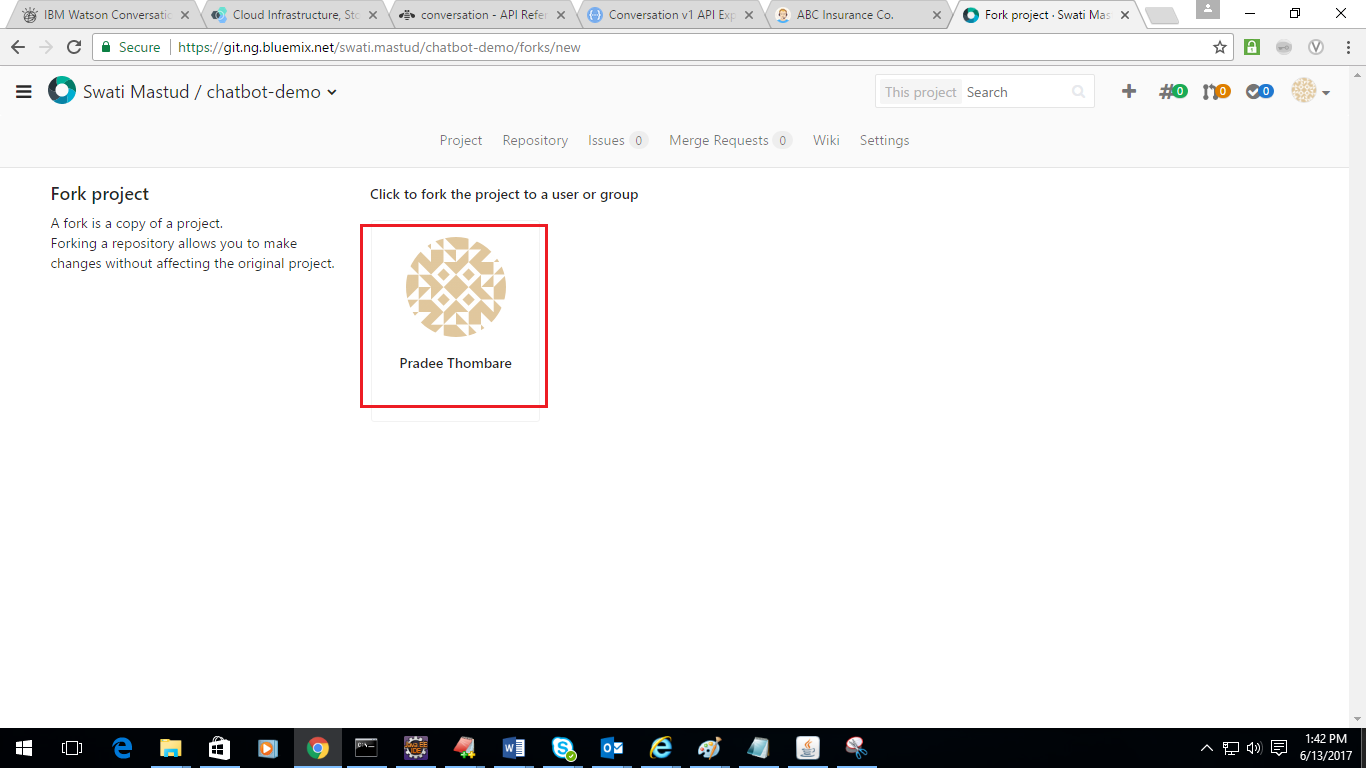 IBM Watson Conversatio
Cloud Infrastructure, Sto
conversation - API Refer
Conversation v1 API Exp
ABC Insurance Co.
Fork project · Swati Mas
Secure
https://git.ng.bluemix.net/swati.mastud/chatbot-demo/forks/new
Swati Mastud / chatbot-demo
This project Search
0
0
0
Project Repository Issues 0 Merge Requests 0 Wiki Settings
Fork project
A fork is a copy of a project.
Forking a repository allows you to make
changes without affecting the original project.
Click to fork the project to a user or group
Pradee Thombare
1:42 PM
6/13/2017